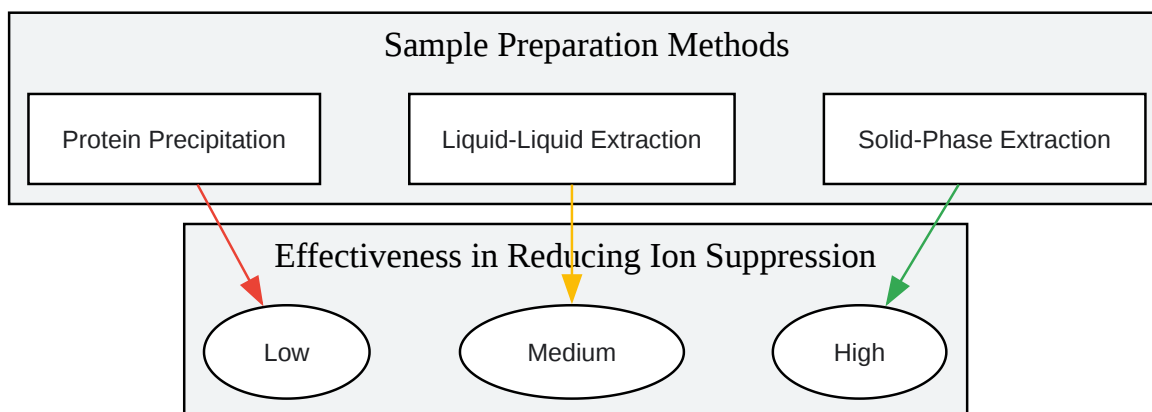 Sample Preparation Methods
Protein Precipitation
Liquid-Liquid Extraction
Solid-Phase Extraction
Effectiveness in Reducing Ion Suppression
Low
Medium
High